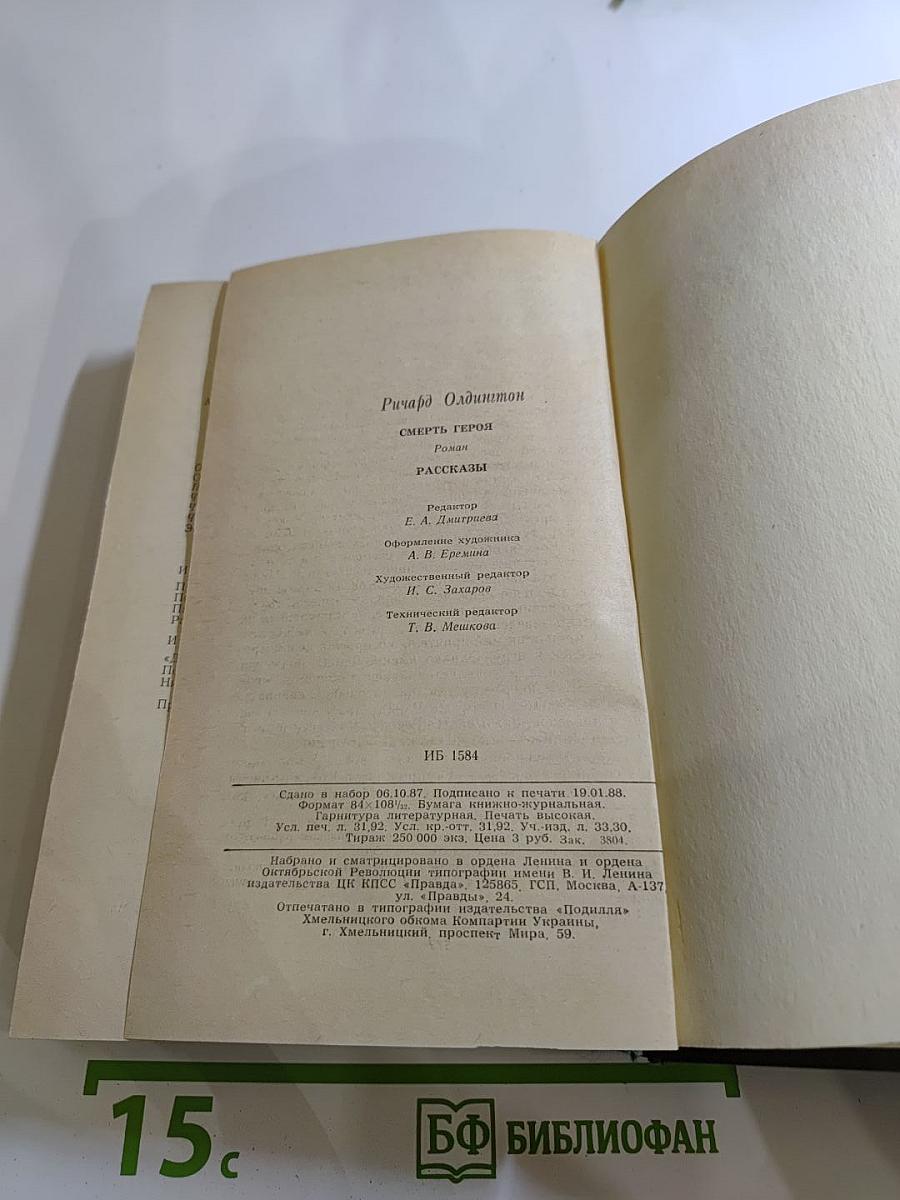 Ричард Олдингтон
СМЕРТЬ ГЕРОЯ
Роман
РАССКАЗЫ
Редактор
Е. А. Дмитриева
Оформление художника
А. В. Еремина
Художественный редактор
И. С. Захаров
Технический редактор
Т. В. Мешкова
ИБ 1584
Сдано в набор 06.10.87. Подписано к печати 19.01.88.
Формат 84×108¹/₃₂. Бумага книжно-журнальная.
Гарнитура литературная. Печать высокая.
Усл. печ. л. 31,92. Усл. кр.-отт. 31,92. Уч.-изд. л. 33,30.
Тираж 250 000 экз. Цена 3 руб. Зак. 3804.
Набрано и сматрицировано в ордена Ленина и ордена
Октябрьской Революции типографии имени В. И. Ленина
издательства ЦК КПСС «Правда». 125865, ГСП, Москва, А-137,
ул. «Правды», 24.
Отпечатано в типографии издательства «Подилля»
Хмельницкого обкома Компартии Украины,
г. Хмельницкий, проспект Мира, 59.
15 с
БФ БИБЛИОФАН